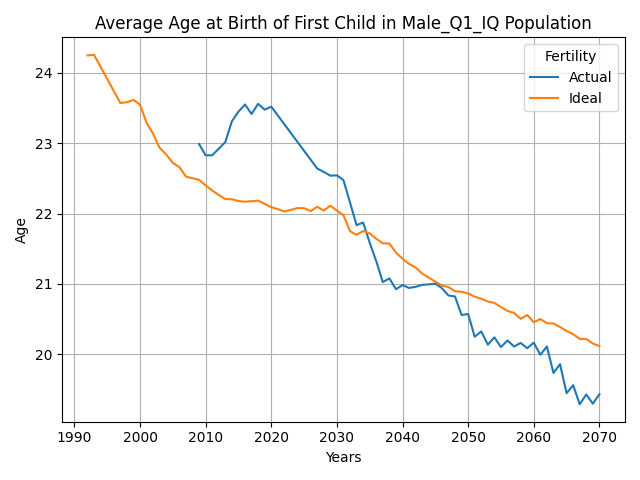 Average Age at Birth of First Child in Male_Q1_IQ Population
Fertility
Actual
Ideal
Age
24
23
22
21
20
1990
2000
2010
2020
2030
2040
2050
2060
2070
Years